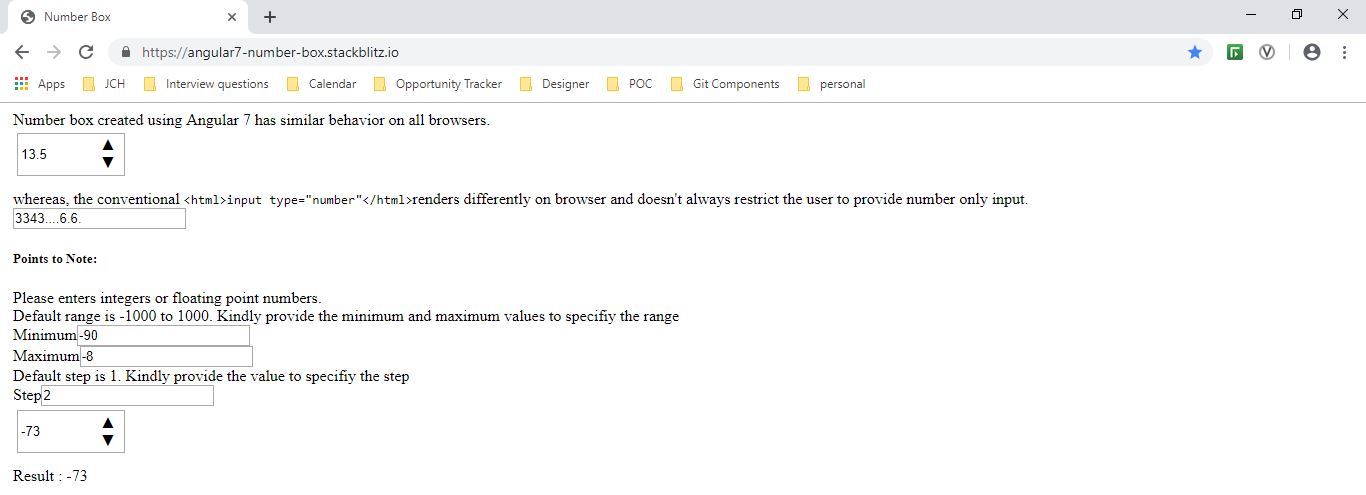 Number Box
https://angular7-number-box.stackblitz.io
Apps JCH Interview questions Calendar Opportunity Tracker Designer POC Git Components personal
Number box created using Angular 7 has similar behavior on all browsers.
13.5
whereas, the conventional <html>input type="number"</html>renders differently on browser and doesn't always restrict the user to provide number only input.
3343....6.6.
Points to Note:
Please enters integers or floating point numbers.
Default range is -1000 to 1000. Kindly provide the minimum and maximum values to specifiy the range
Minimum -90
Maximum -8
Default step is 1. Kindly provide the value to specifiy the step
Step 2
-73
Result : -73